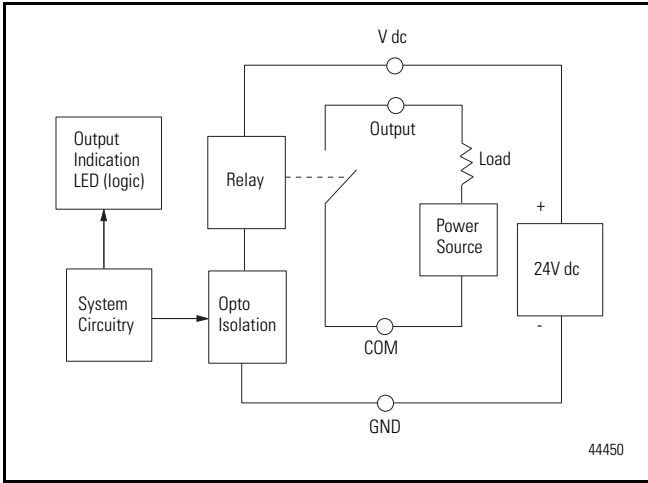 V dc
Output
Indication
LED (logic)
Output
Relay
Load
+
Power
Source
24V dc
System
Circuitry
Opto
Isolation
-
COM
GND
44450